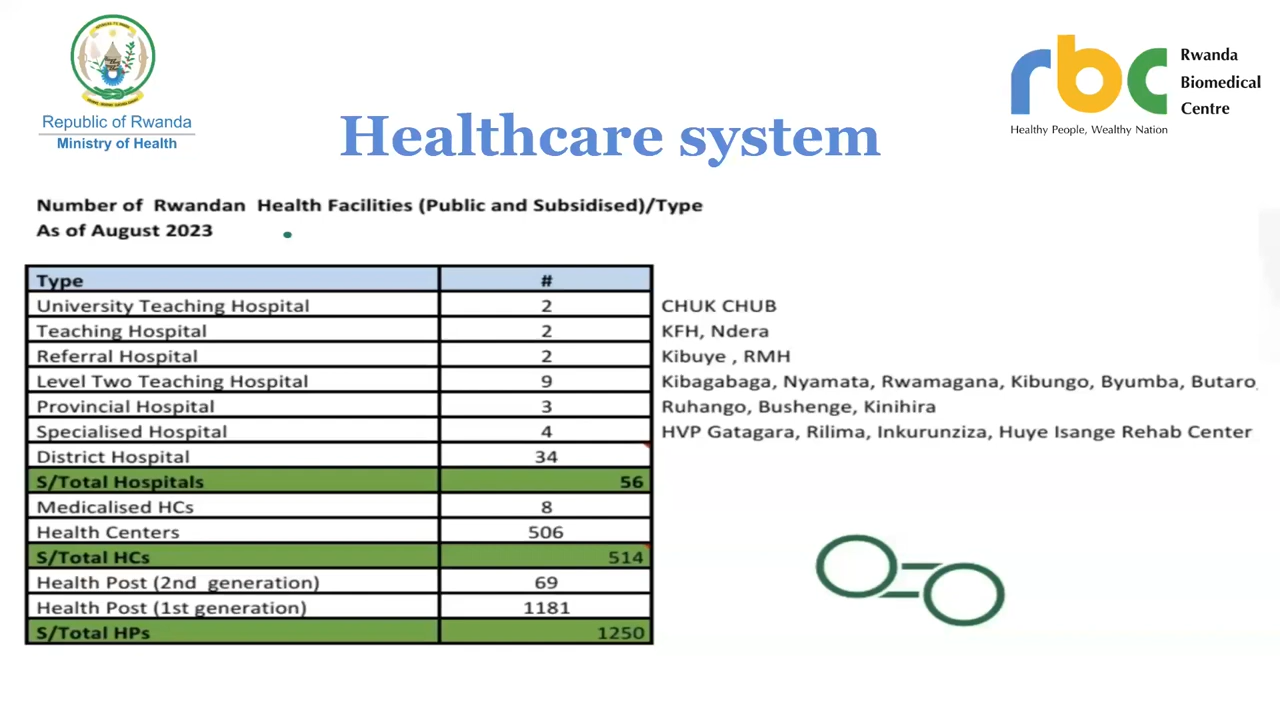 Republic of Rwanda
Ministry of Health
rbc
Rwanda
Biomedical
Centre
Healthy People, Wealthy Nation
Healthcare system
Number of Rwandan Health Facilities (Public and Subsidised)/Type
As of August 2023
Type #
University Teaching Hospital 2 CHUK CHUB
Teaching Hospital 2 KFH, Ndera
Referral Hospital 2 Kibuye , RMH
Level Two Teaching Hospital 9 Kibagabaga, Nyamata, Rwamagana, Kibungo, Byumba, Butaro,
Provincial Hospital 3 Ruhango, Bushenge, Kinihira
Specialised Hospital 4 HVP Gatagara, Rilima, Inkurunziza, Huye Isange Rehab Center
District Hospital 34
S/Total Hospitals 56
Medicalised HCs 8
Health Centers 506
S/Total HCs 514
Health Post (2nd generation) 69
Health Post (1st generation) 1181
S/Total HPs 1250